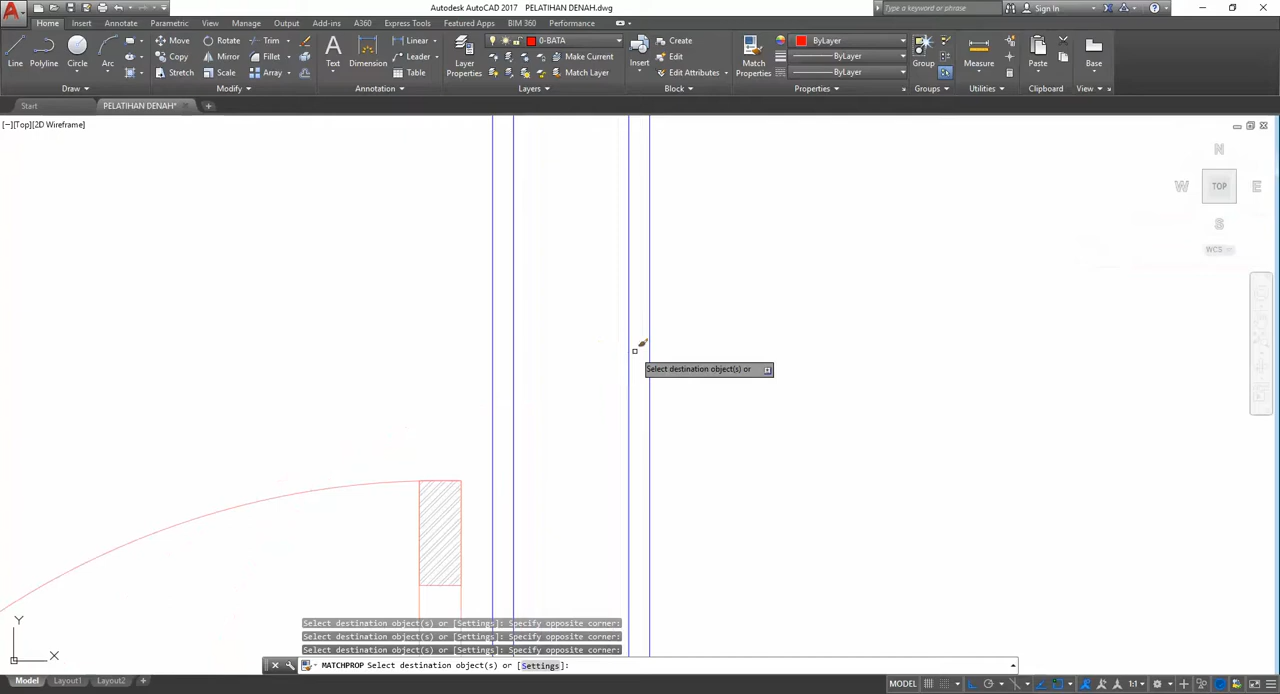 Autodesk AutoCAD 2017 PELATIHAN DENAH.dwg
Type a keyword or phrase
Sign In
Home Insert Annotate Parametric View Manage Output Add-ins A360 Express Tools Featured Apps BIM 360 Performance
Line Polyline Circle Arc
Move Rotate Trim
Copy Mirror Fillet
Stretch Scale Array
Text Dimension
Linear
Leader
Table
Layer Properties
0-BATA
Make Current
Match Layer
Insert
Create
Edit
Edit Attributes
Match Properties
ByLayer
ByLayer
ByLayer
Group
Measure
Paste
Base
Draw Modify Annotation Layers Block Properties Groups Utilities Clipboard View
Start PELATIHAN DENAH*
[−][Top][2D Wireframe]
N
W TOP E
S
WCS
Select destination object(s) or
Y
X
Select destination object(s) or [Settings]: Specify opposite corner:
Select destination object(s) or [Settings]: Specify opposite corner:
Select destination object(s) or [Settings]: Specify opposite corner:
MATCHPROP Select destination object(s) or [Settings]:
Model Layout1 Layout2 +
MODEL 1:1